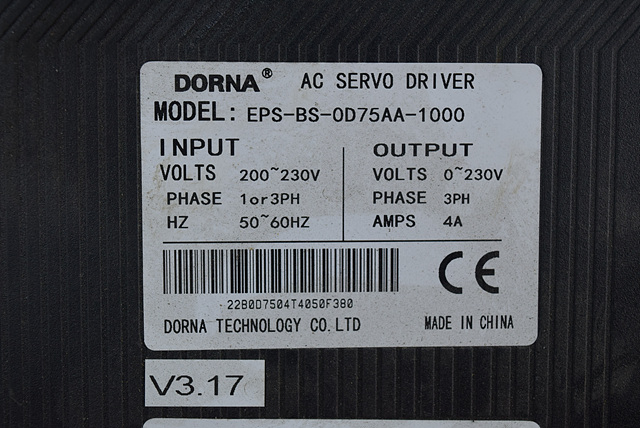 DORNA® AC SERVO DRIVER
MODEL: EPS-BS-0D75AA-1000
INPUT
VOLTS 200~230V
PHASE 1or3PH
HZ 50~60HZ
OUTPUT
VOLTS 0~230V
PHASE 3PH
AMPS 4A
22B0D7504T4050F380
CE
DORNA TECHNOLOGY CO.LTD
MADE IN CHINA
V3.17